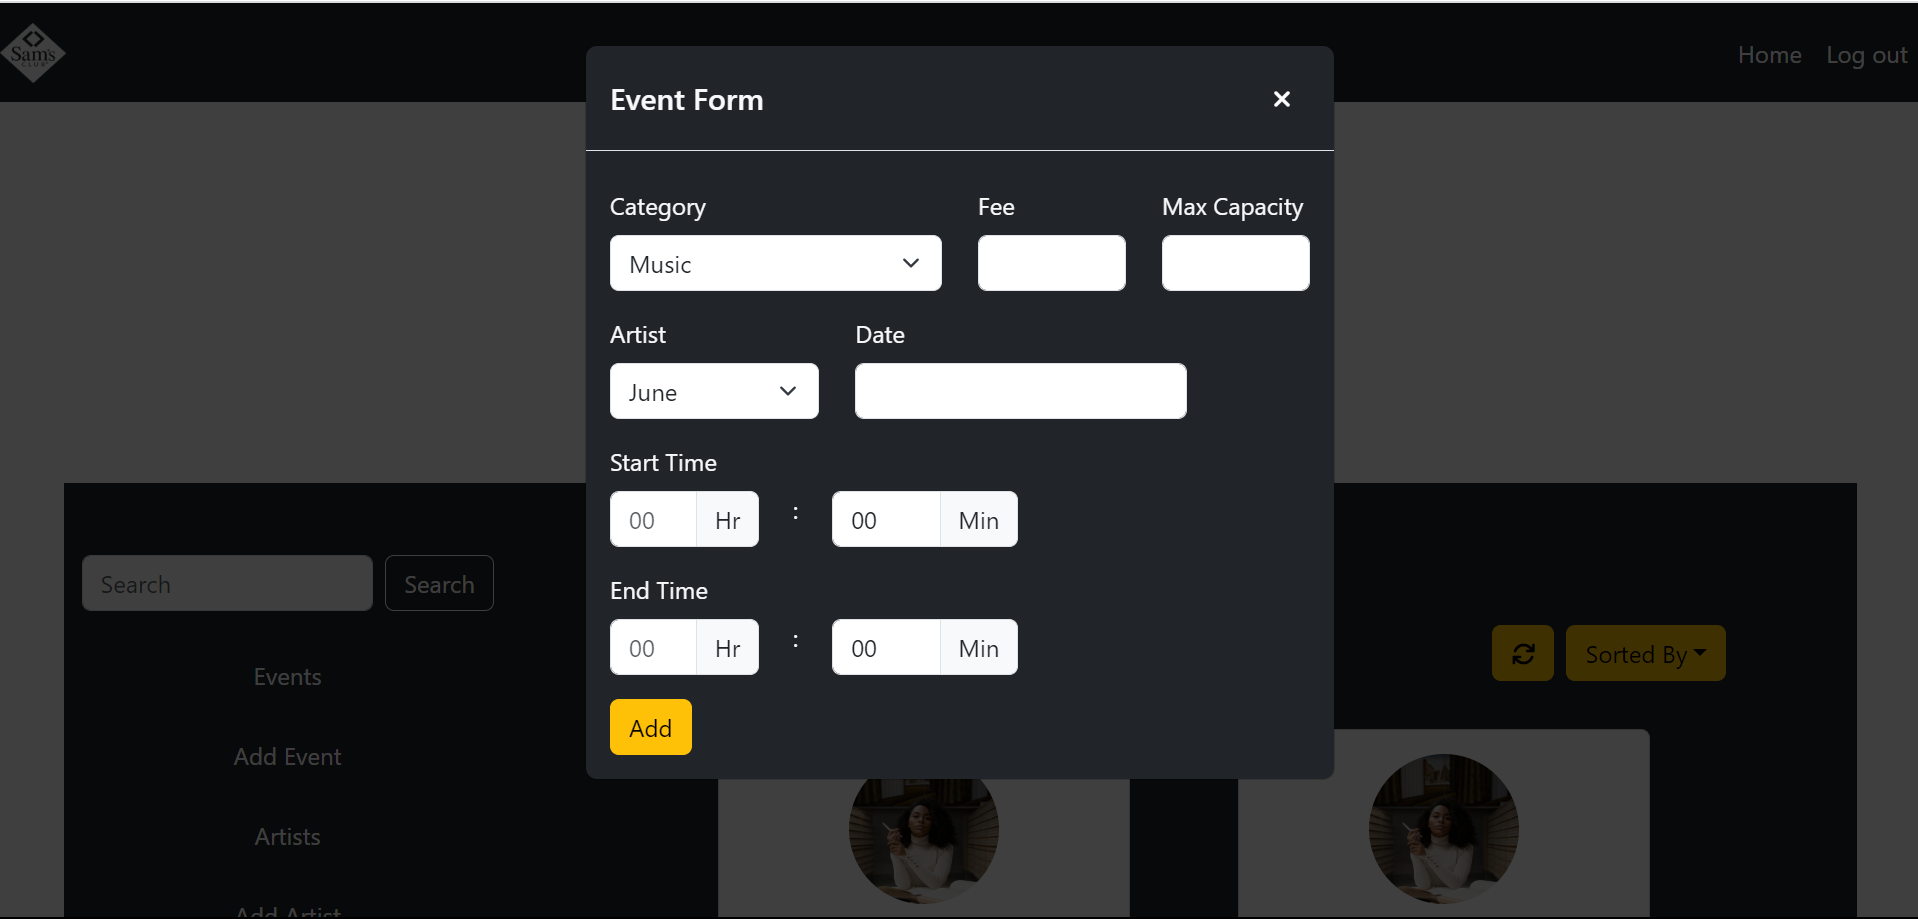 Sam's
CLUB
Home Log out
Event Form
Category Fee Max Capacity
Music
Artist Date
June
Start Time
00 Hr : 00 Min
End Time
00 Hr : 00 Min
Add
Search Search
Events
Add Event
Artists
Add Artist
Sorted By